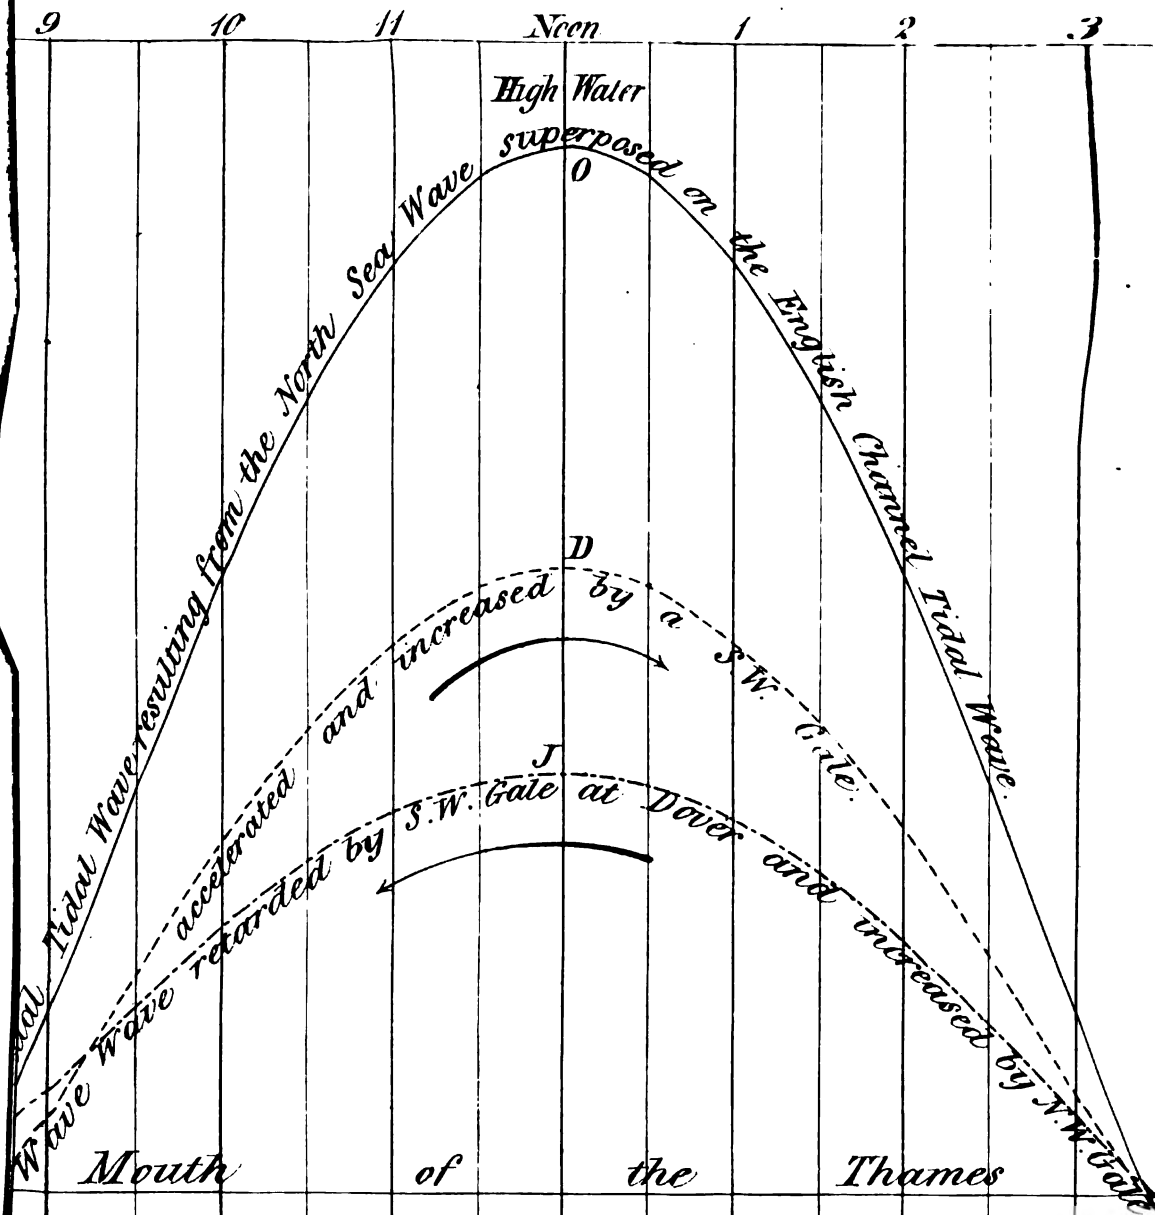 9 10 11 Noon 1 2 3
High Water
Tidal Wave resulting from the North Sea Wave superposed on the English Channel Tidal Wave.
O
D
Wave accelerated and increased by a S.W. Gale.
J
Wave retarded by S.W. Gale at Dover and increased by N.W. Gale
Mouth of the Thames